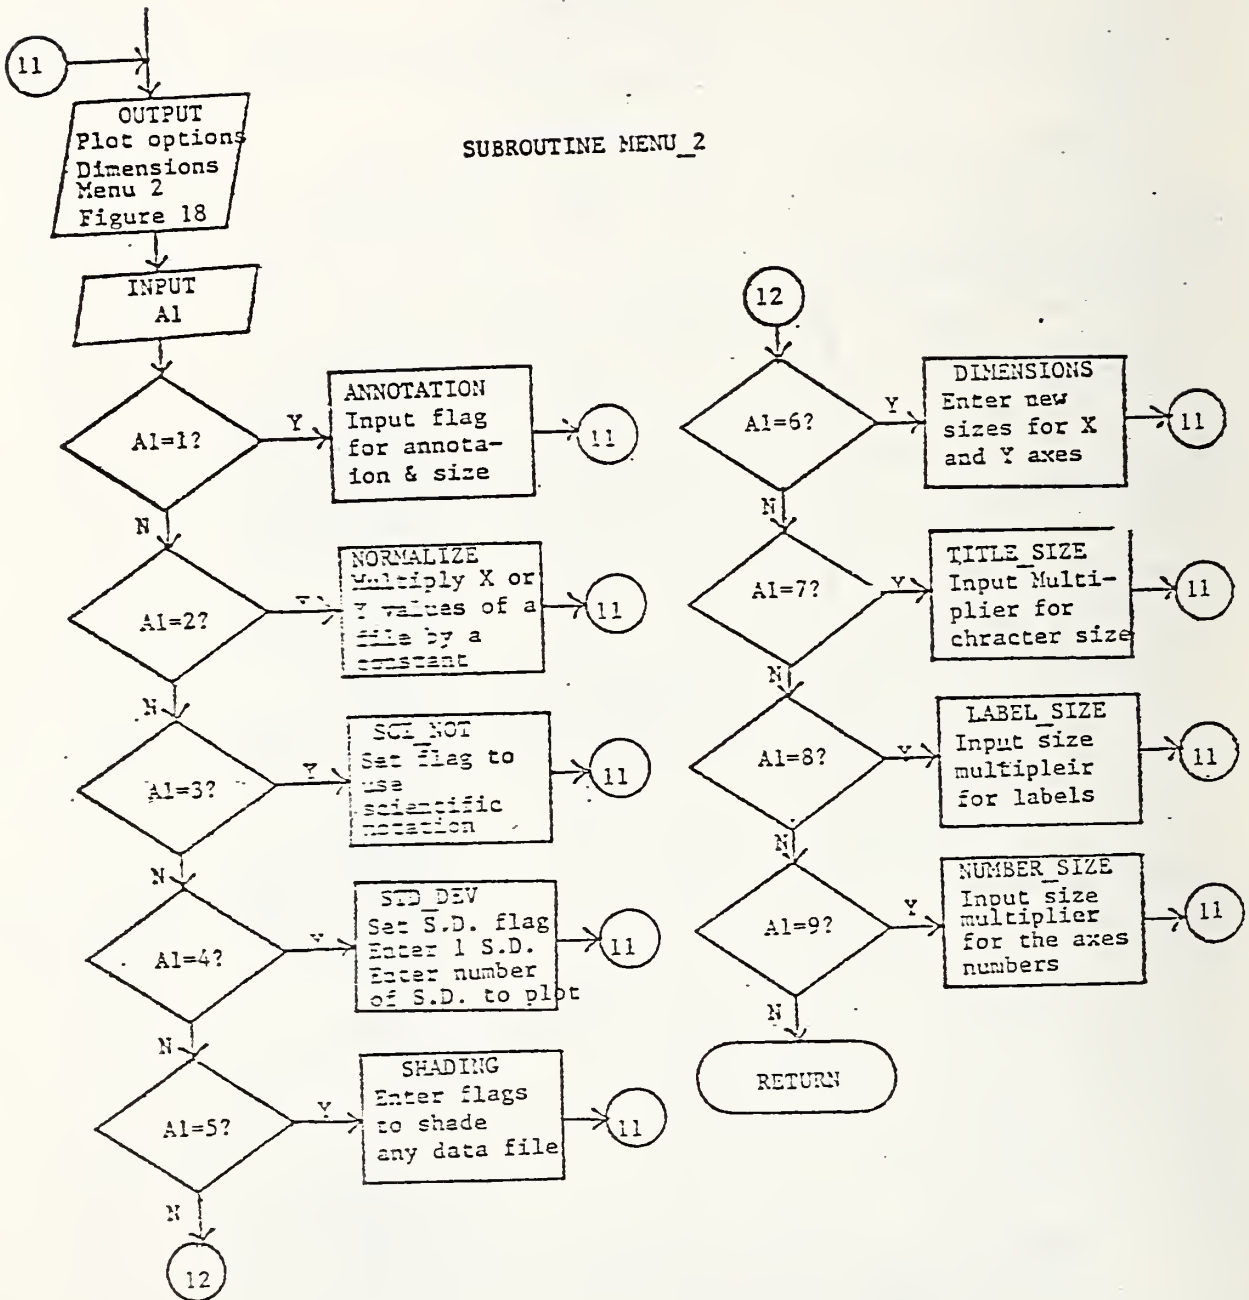 11
OUTPUT
Plot options
Dimensions
Menu 2
Figure 18
SUBROUTINE MENU_2
INPUT
A1
A1=1?
Y
ANNOTATION
Input flag
for annota-
ion & size
11
N
A1=2?
NORMALIZE
Multiply X or
Y values of a
file by a
constant
11
N
A1=3?
Y
SCI_NOT
Set flag to
use
scientific
notation
11
N
A1=4?
Y
STD_DEV
Set S.D. flag
Enter 1 S.D.
Enter number
of S.D. to plot
11
N
A1=5?
Y
SHADING
Enter flags
to shade
any data file
11
N
12
12
A1=6?
Y
DIMENSIONS
Enter new
sizes for X
and Y axes
11
N
A1=7?
Y
TITLE_SIZE
Input Multi-
plier for
chracter size
11
N
A1=8?
Y
LABEL_SIZE
Input size
multipleir
for labels
11
N
A1=9?
Y
NUMBER_SIZE
Input size
multiplier
for the axes
numbers
11
N
RETURN